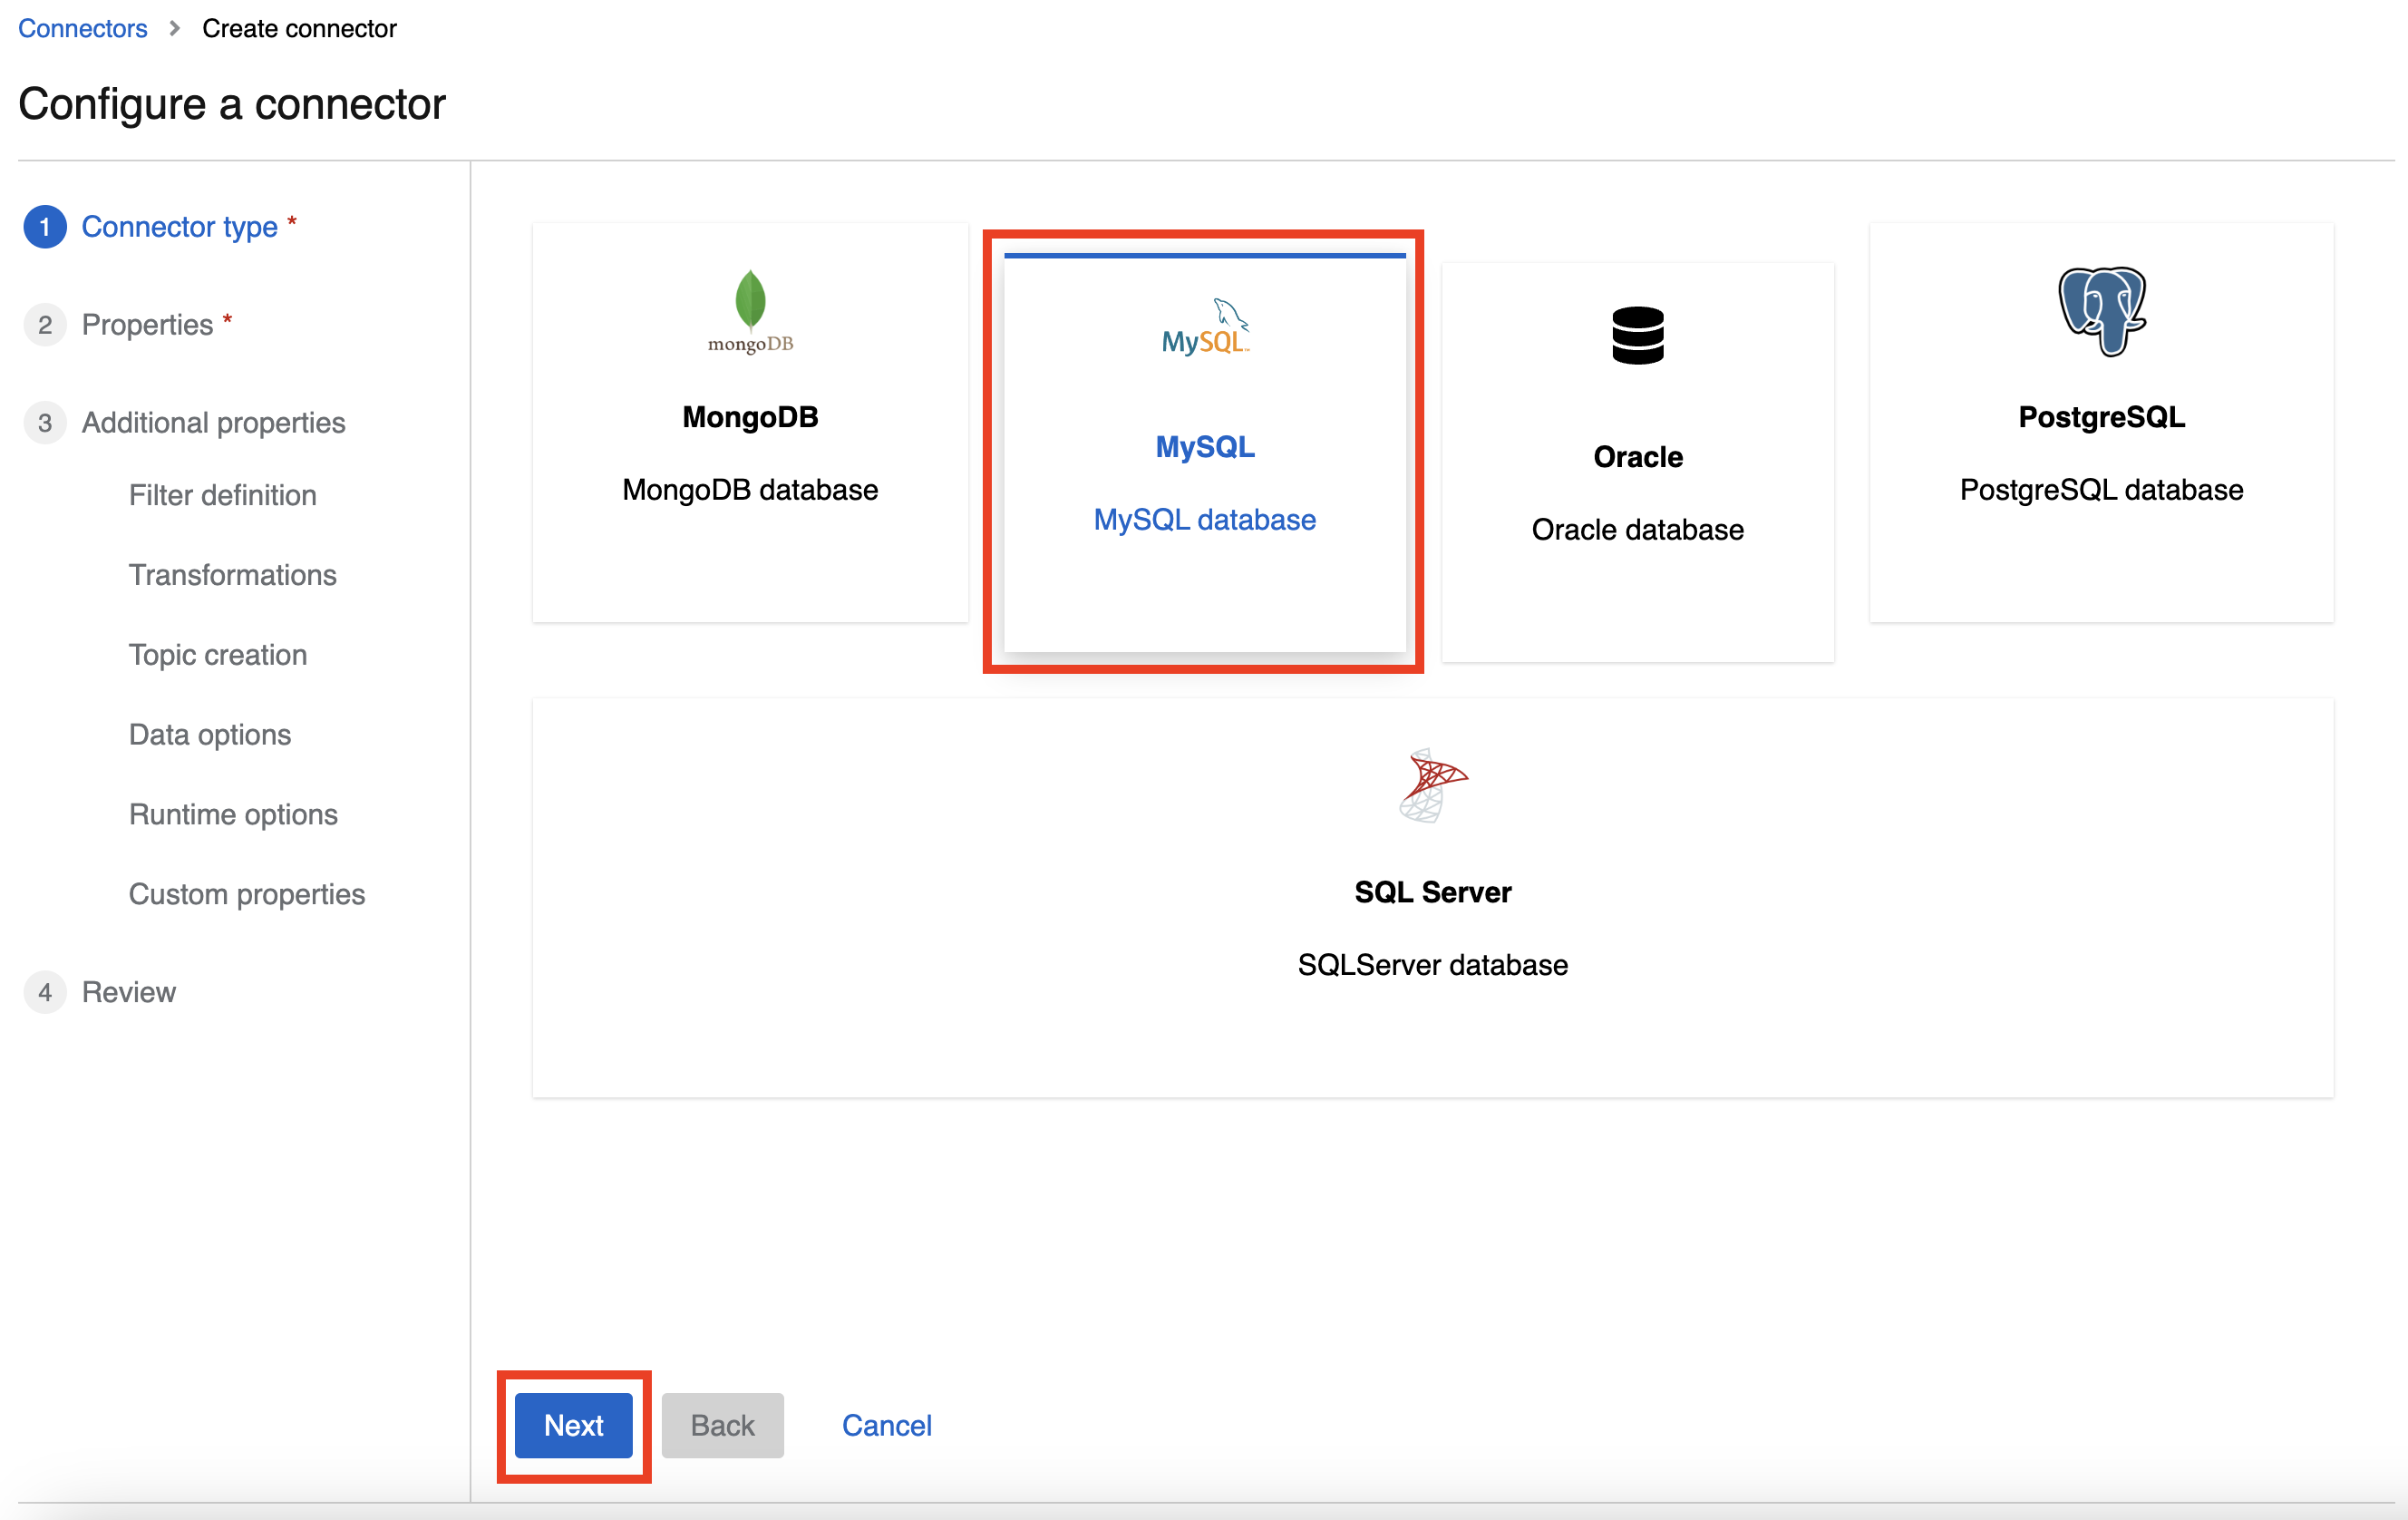 Connectors > Create connector
Configure a connector
1 Connector type *
2 Properties *
3 Additional properties
Filter definition
Transformations
Topic creation
Data options
Runtime options
Custom properties
4 Review
mongoDB
MongoDB
MongoDB database
MySQL™
MySQL
MySQL database
Oracle
Oracle database
PostgreSQL
PostgreSQL database
SQL Server
SQLServer database
Next
Back
Cancel